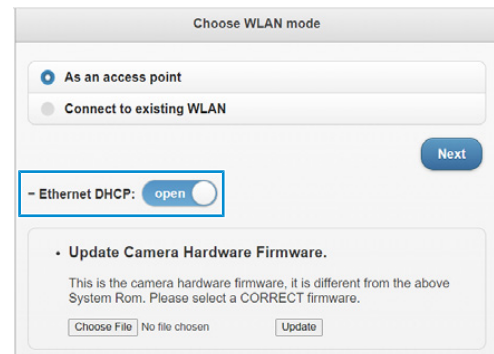 Choose WLAN mode
As an access point
Connect to existing WLAN
Next
– Ethernet DHCP: open
• Update Camera Hardware Firmware.
This is the camera hardware firmware, it is different from the above
System Rom. Please select a CORRECT firmware.
Choose File No file chosen Update